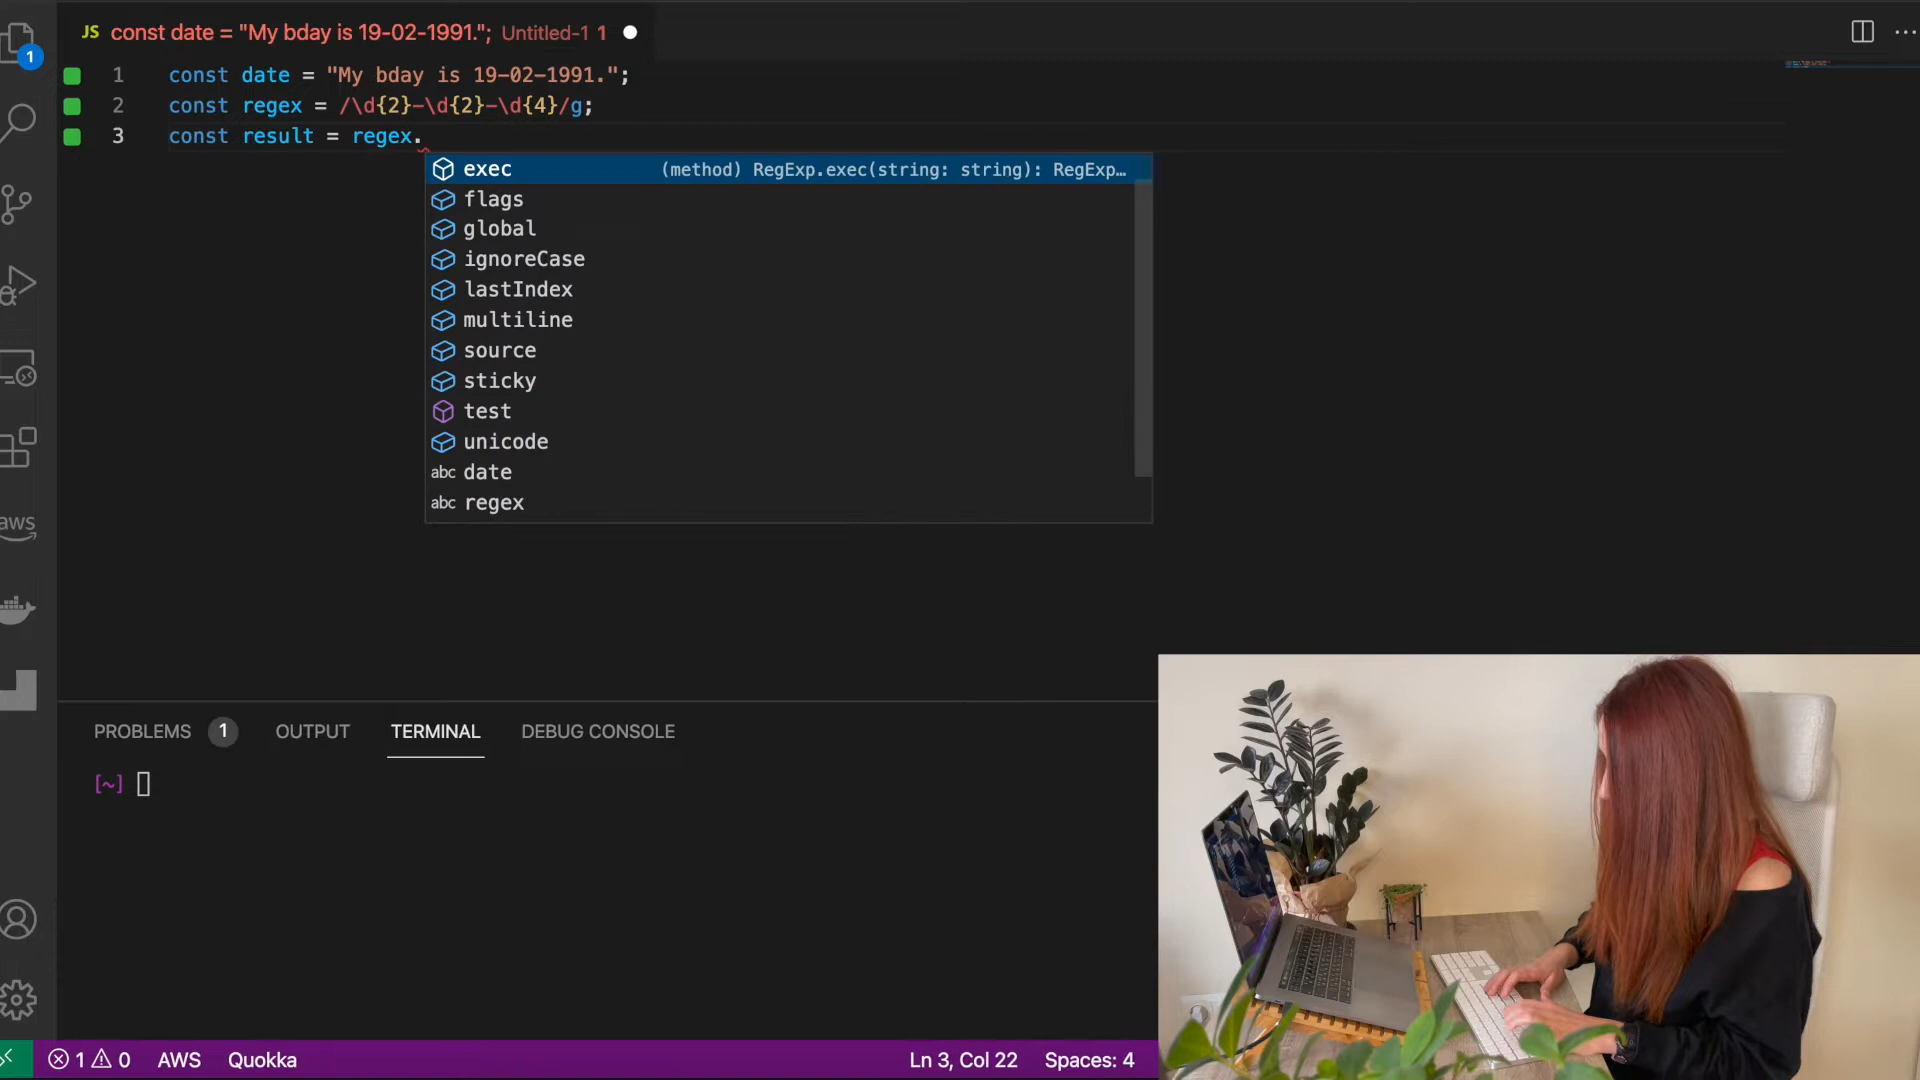 JS const date = "My bday is 19-02-1991."; Untitled-1 1
1
1 const date = "My bday is 19-02-1991.";
2 const regex = /\d{2}-\d{2}-\d{4}/g;
3 const result = regex.
exec (method) RegExp.exec(string: string): RegExp…
flags
global
ignoreCase
lastIndex
multiline
source
sticky
test
unicode
abc date
abc regex
aws
PROBLEMS 1 OUTPUT TERMINAL DEBUG CONSOLE
[~]
1 0 AWS Quokka Ln 3, Col 22 Spaces: 4